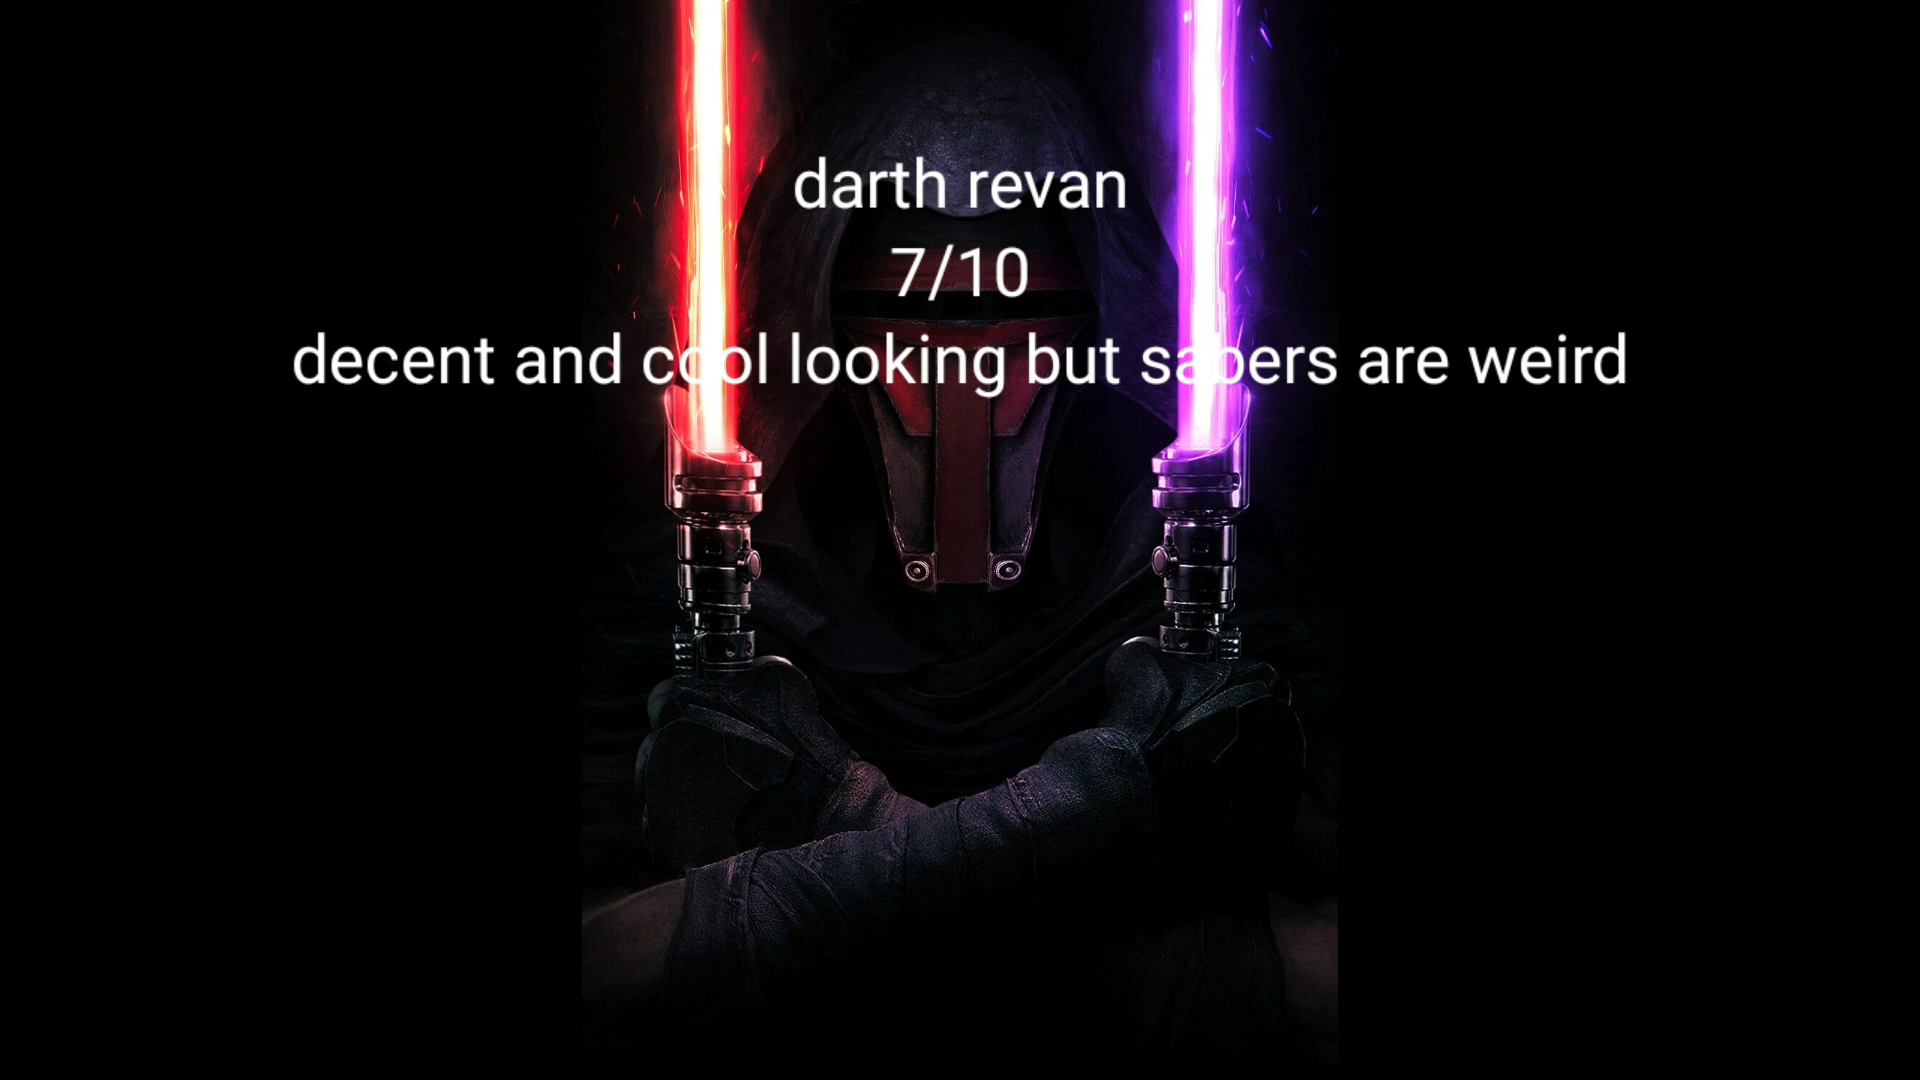 darth revan
7/10
decent and cool looking but sabers are weird